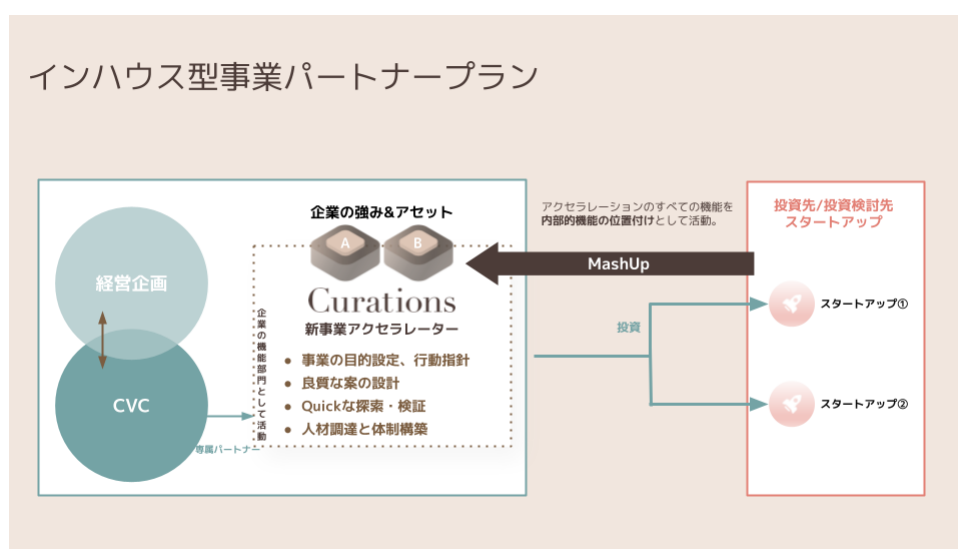 インハウス型事業パートナープラン
経営企画
CVC
専属パートナー
企業の強み&アセット
A
B
Curations
新事業アクセラレーター
企業の機能部門として活動
● 事業の目的設定、行動指針
● 良質な案の設計
● Quickな探索・検証
● 人材調達と体制構築
アクセラレーションのすべての機能を
内部的機能の位置付けとして活動。
MashUp
投資
投資先/投資検討先
スタートアップ
スタートアップ①
スタートアップ②